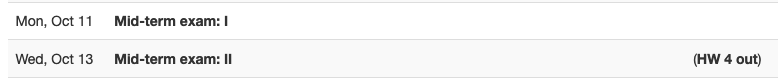 Mon, Oct 11 Mid-term exam: I
Wed, Oct 13 Mid-term exam: II (HW 4 out)